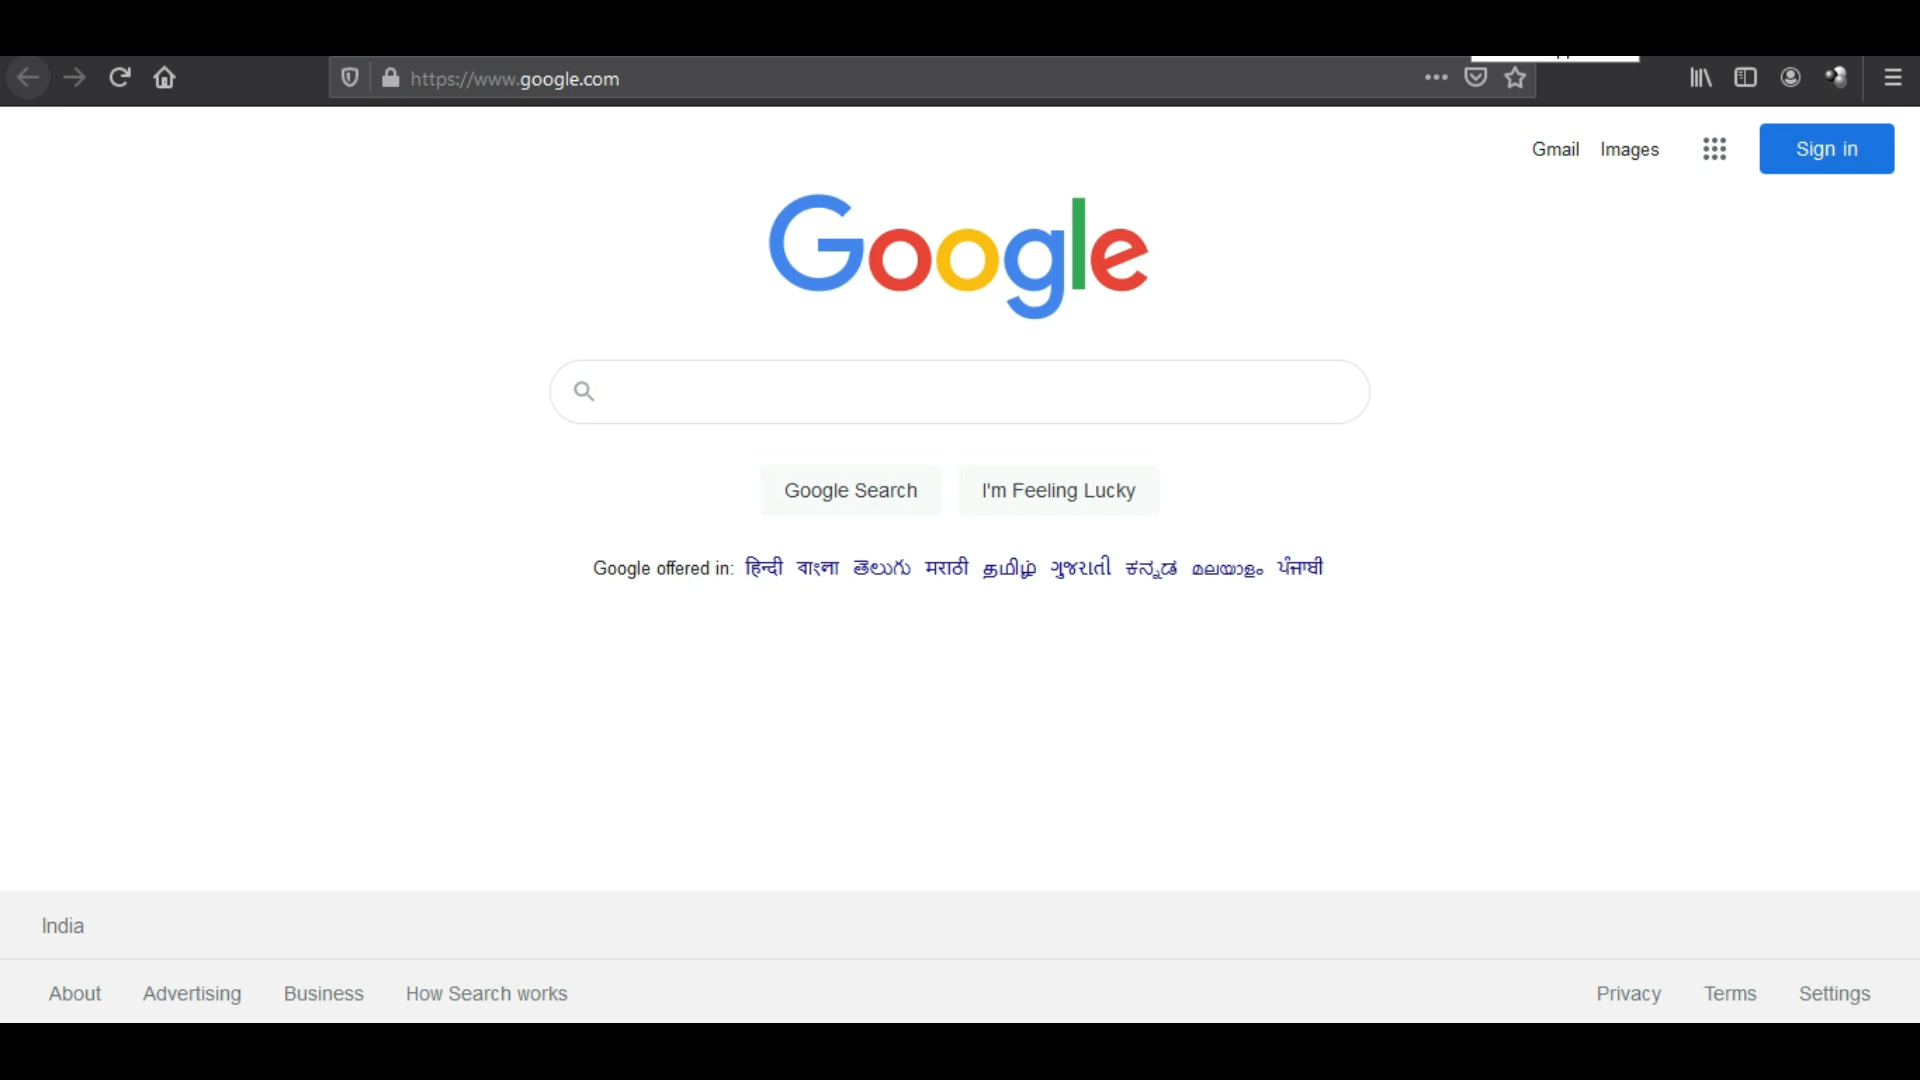 https://www.google.com
Gmail Images
Sign in
Google
Google Search I'm Feeling Lucky
Google offered in: हिन्दी বাংলা తెలుగు मराठी தமிழ் ગુજરાતી ಕನ್ನಡ മലയാളം ਪੰਜਾਬੀ
India
About Advertising Business How Search works
Privacy Terms Settings